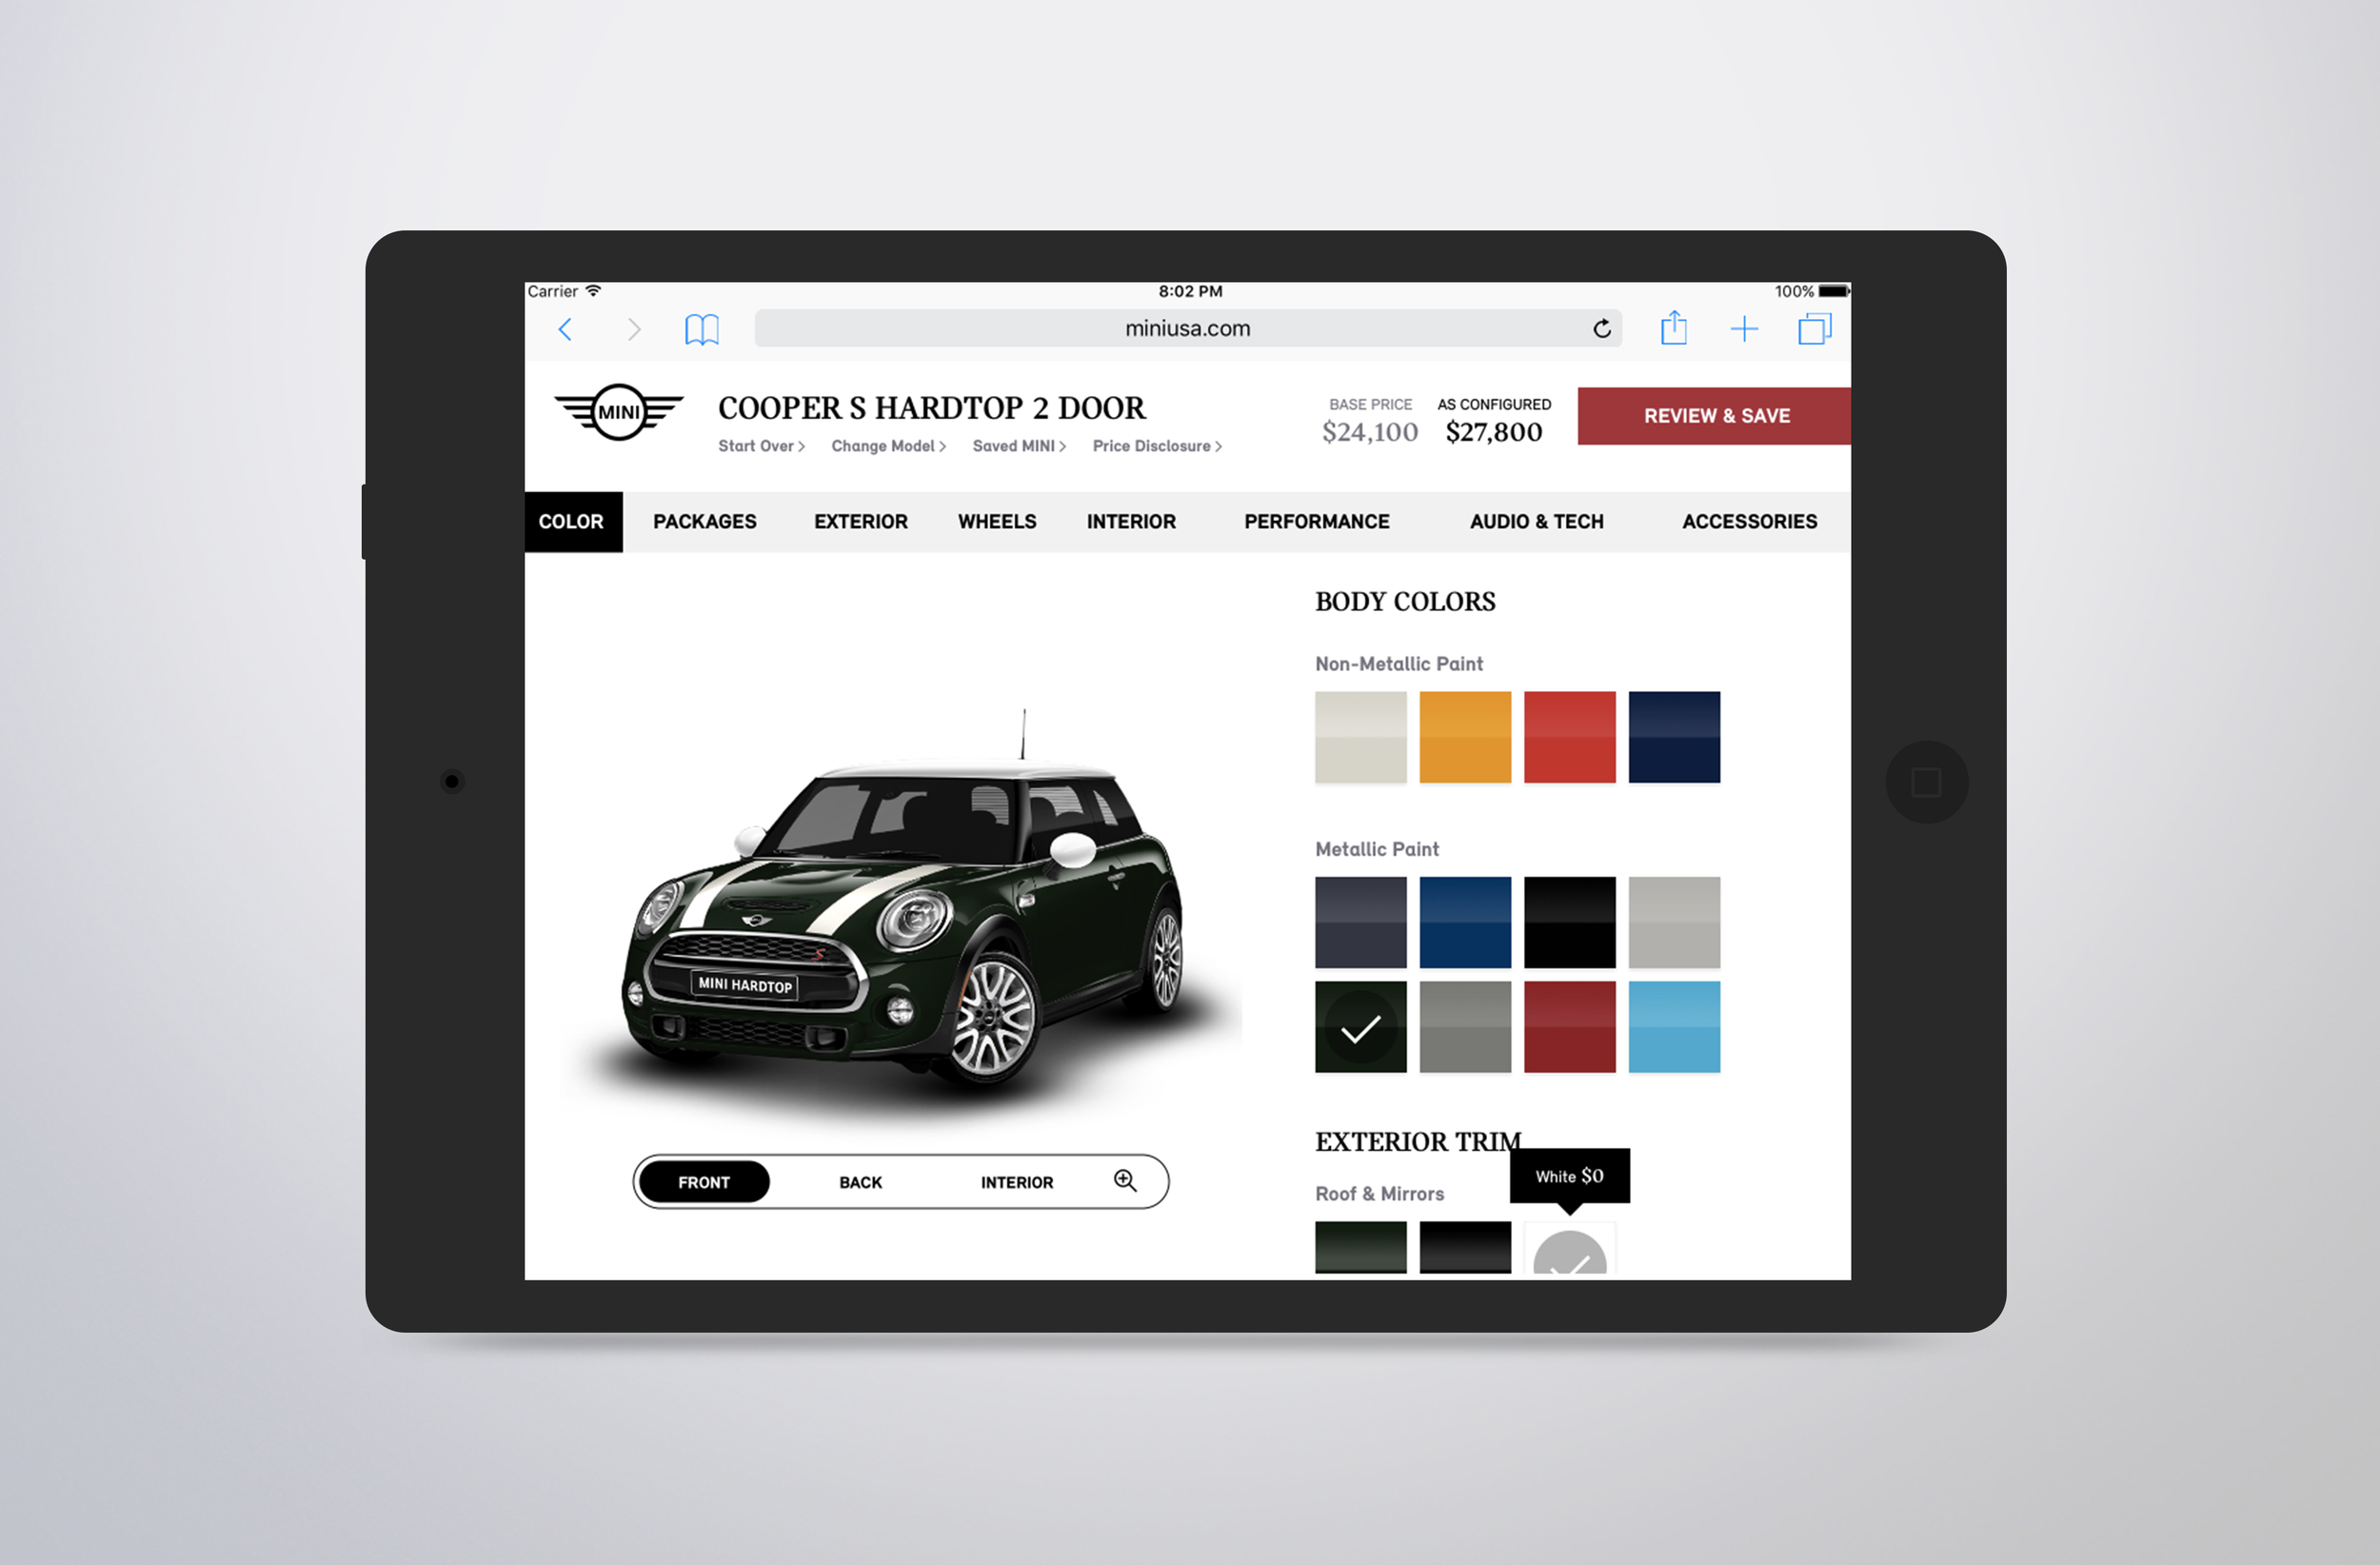 Carrier 8:02 PM 100%
miniusa.com
MINI
COOPER S HARDTOP 2 DOOR
Start Over Change Model Saved MINI Price Disclosure
BASE PRICE
$24,100
AS CONFIGURED
$27,800
REVIEW & SAVE
COLOR PACKAGES EXTERIOR WHEELS INTERIOR PERFORMANCE AUDIO & TECH ACCESSORIES
S
MINI HARDTOP
FRONT BACK INTERIOR
BODY COLORS
Non-Metallic Paint
Metallic Paint
EXTERIOR TRIM
White $0
Roof & Mirrors